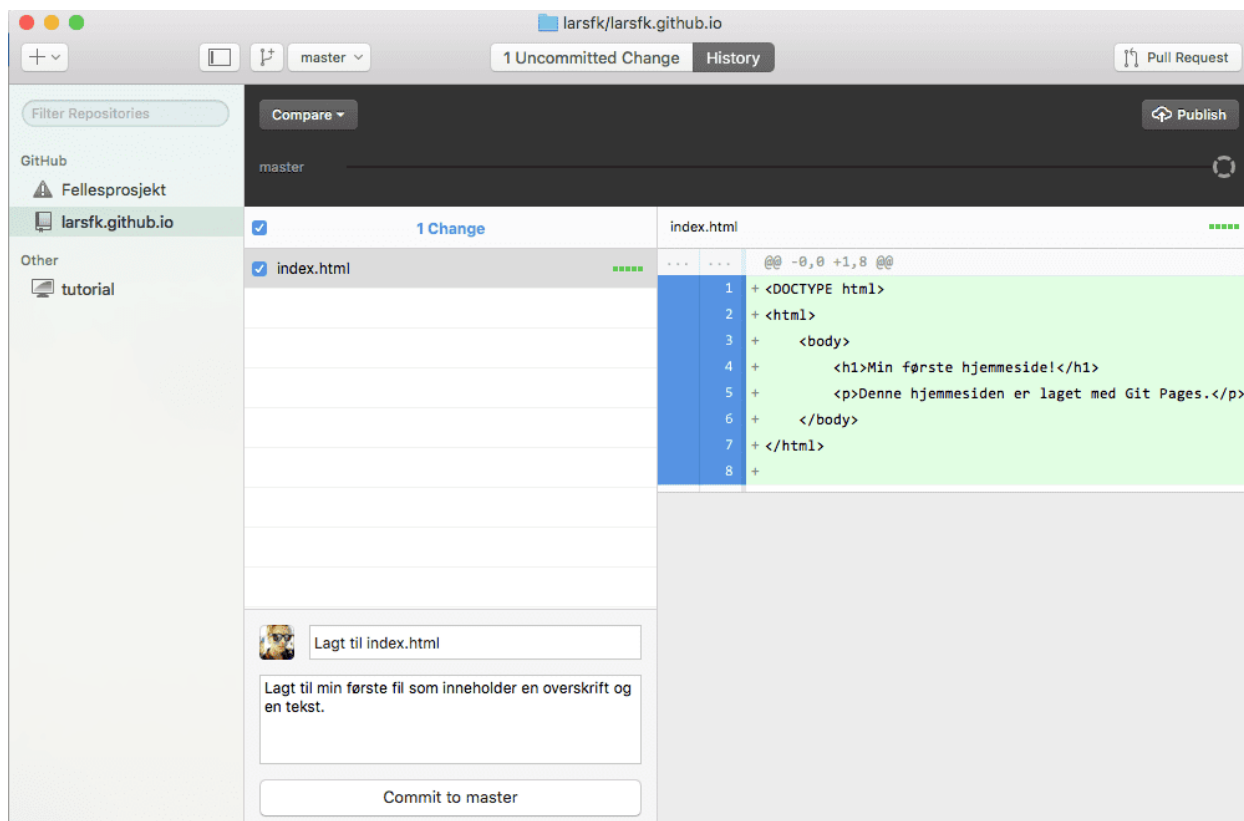 larsfk/larsfk.github.io
master
1 Uncommitted Change
History
Pull Request
Filter Repositories
GitHub
Fellesprosjekt
larsfk.github.io
Other
tutorial
Compare
Publish
master
1 Change
index.html
Lagt til index.html
Lagt til min første fil som inneholder en overskrift og
en tekst.
Commit to master
index.html
... ... @@ -0,0 +1,8 @@
1 + <DOCTYPE html>
2 + <html>
3 +     <body>
4 +         <h1>Min første hjemmeside!</h1>
5 +         <p>Denne hjemmesiden er laget med Git Pages.</p>
6 +     </body>
7 + </html>
8 +